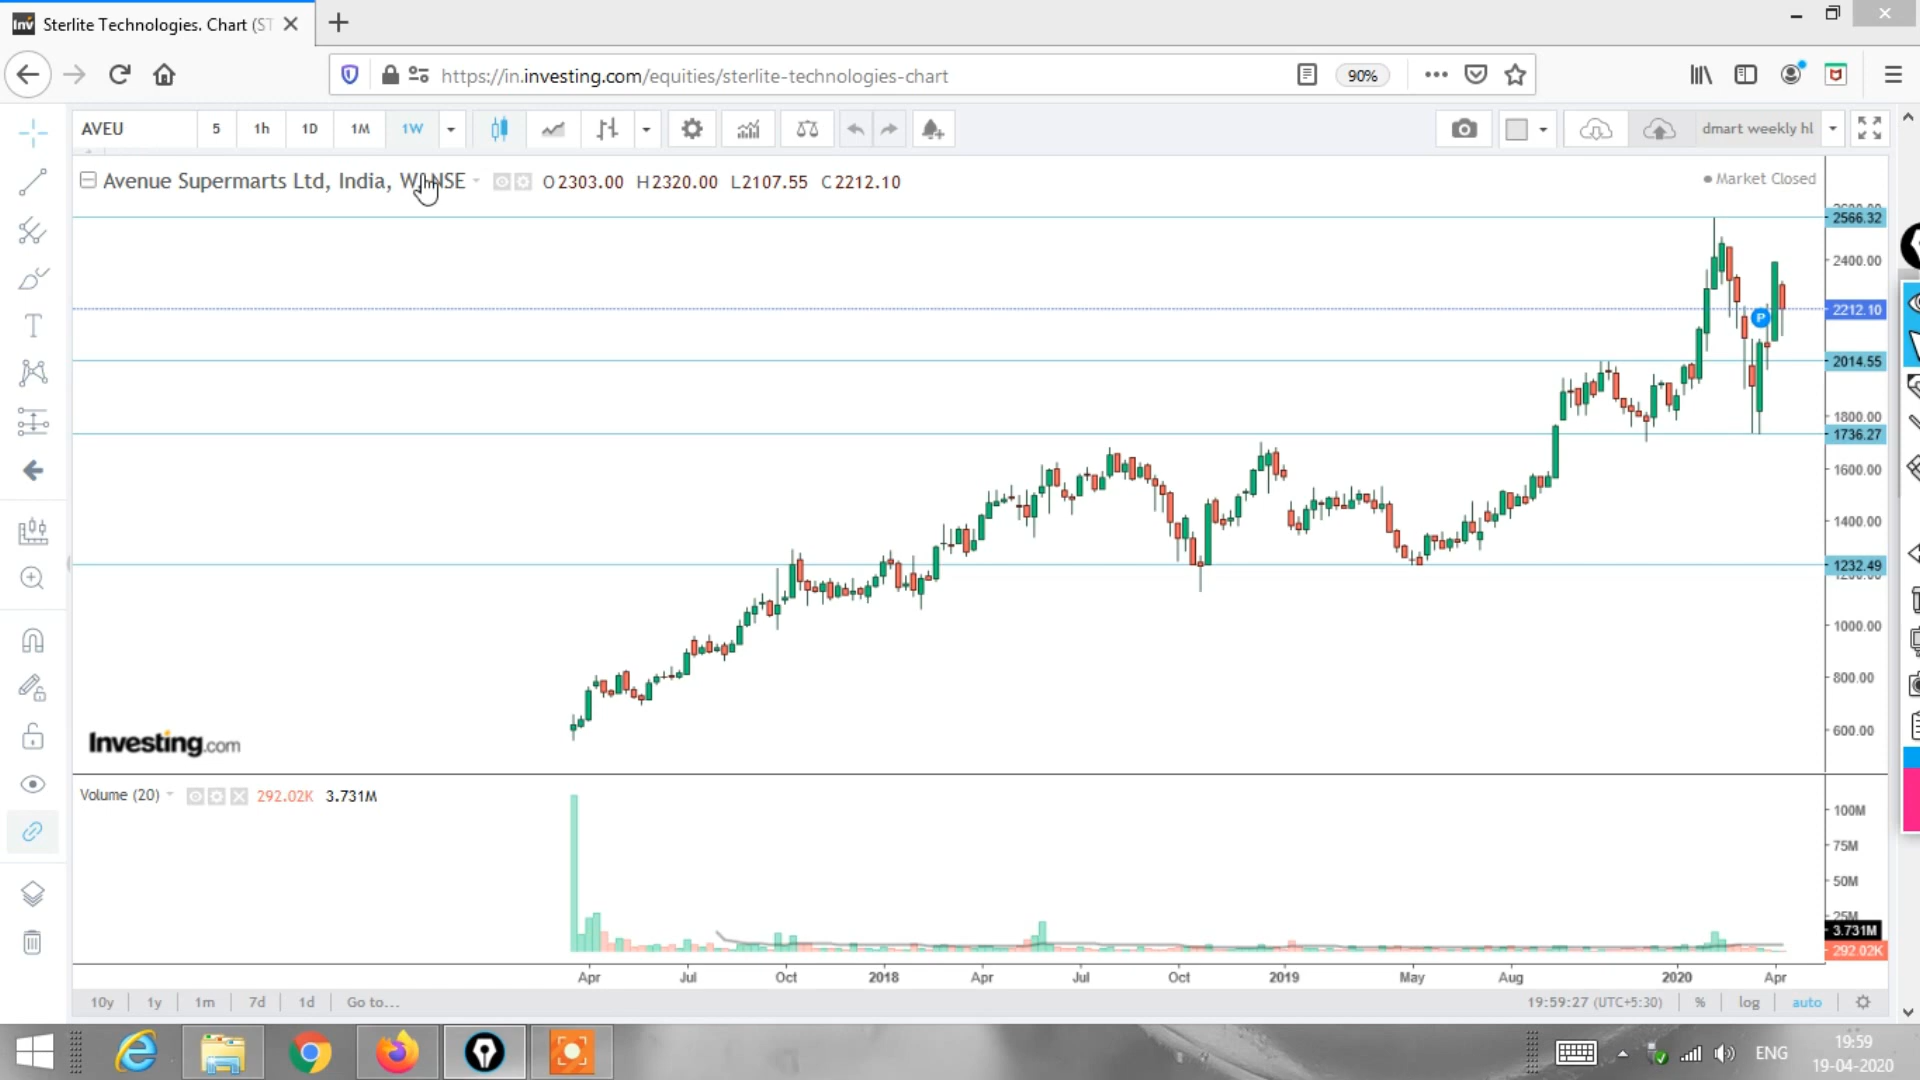 Inv Sterlite Technologies. Chart (ST
https://in.investing.com/equities/sterlite-technologies-chart 90%
AVEU 5 1h 1D 1M 1W dmart weekly hl
Avenue Supermarts Ltd, India, W, NSE O2303.00 H2320.00 L2107.55 C2212.10 Market Closed
2566.32
2400.00
2212.10
P
2014.55
1800.00
1736.27
1600.00
1400.00
1232.49
1000.00
800.00
600.00
Investing.com
Volume (20) 292.02K 3.731M
100M
75M
50M
25M
3.731M
292.02K
Apr Jul Oct 2018 Apr Jul Oct 2019 May Aug 2020 Apr
10y 1y 1m 7d 1d Go to... 19:59:27 (UTC+5:30) % log auto
ENG 19:59
19-04-2020